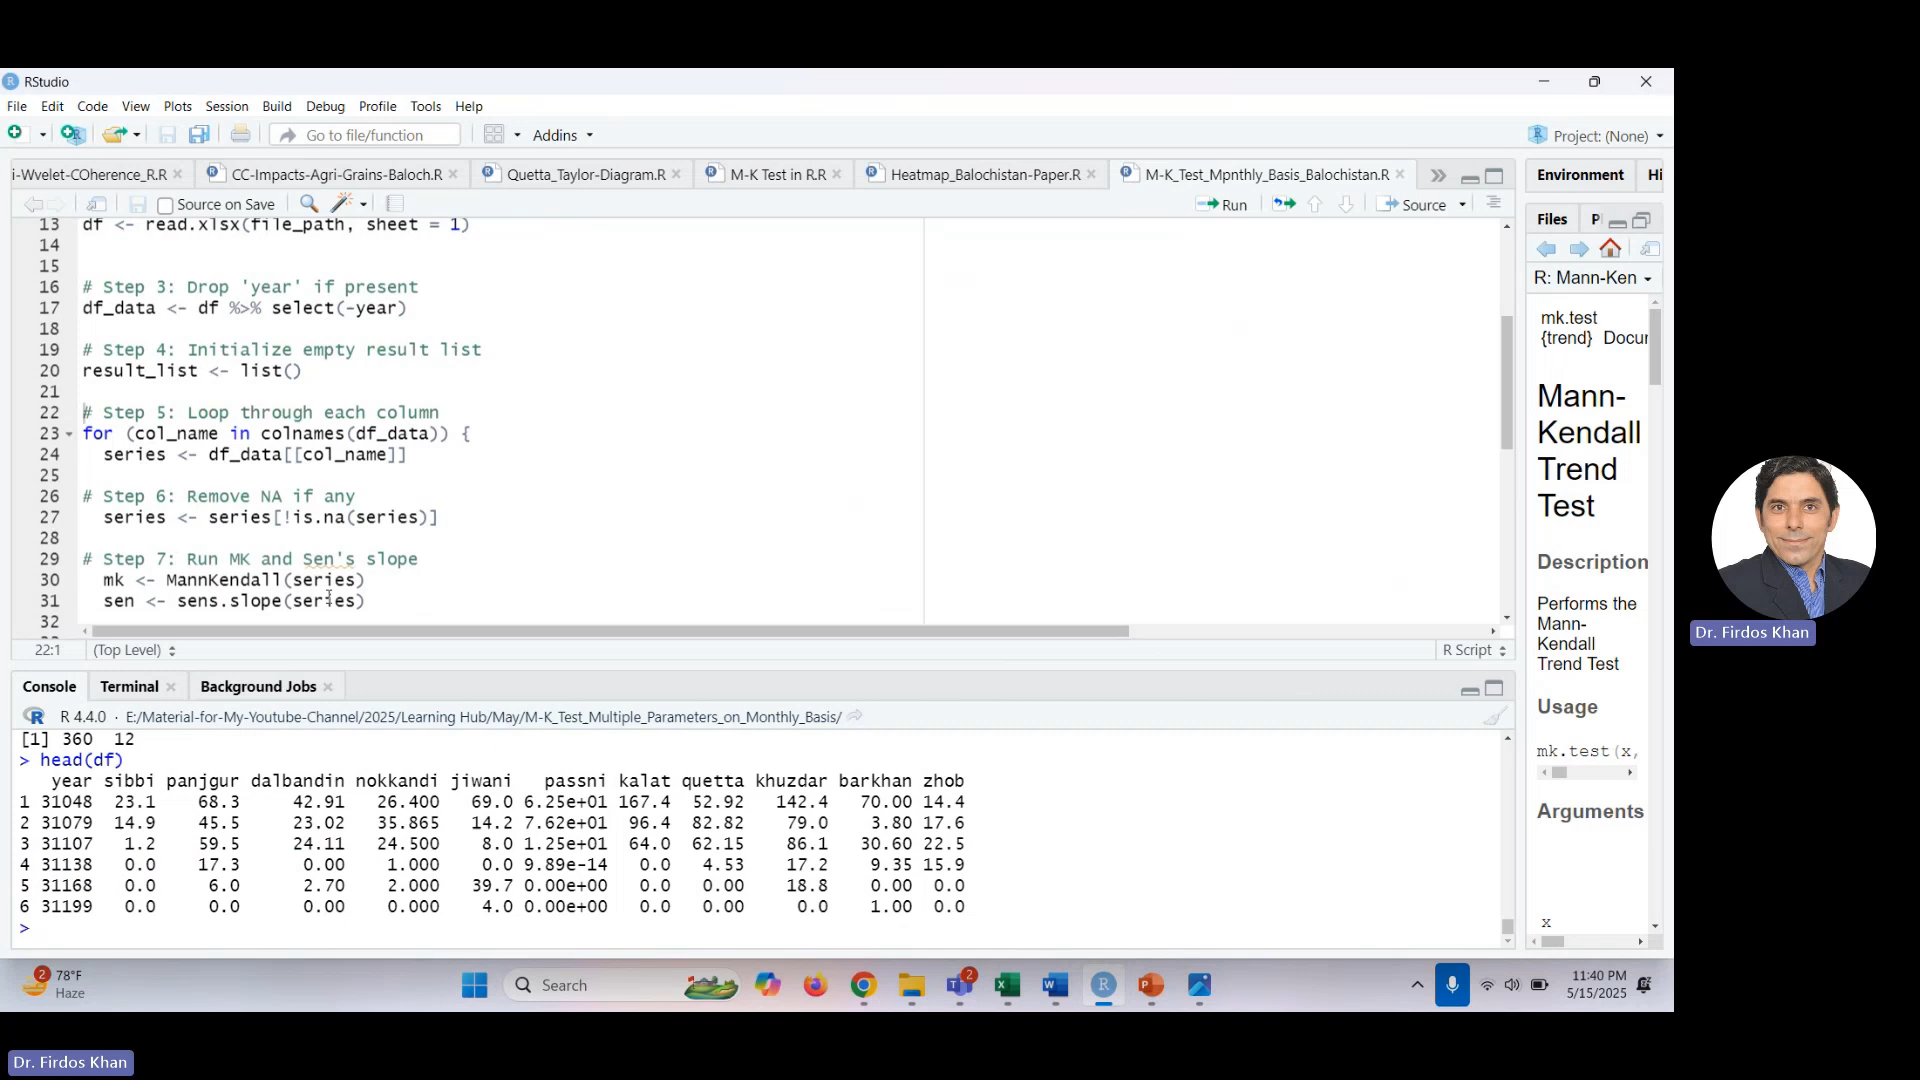 RStudio
File Edit Code View Plots Session Build Debug Profile Tools Help
Go to file/function Addins Project: (None)
i-Wvelet-COherence_R.R CC-Impacts-Agri-Grains-Baloch.R Quetta_Taylor-Diagram.R M-K Test in R.R Heatmap_Balochistan-Paper.R M-K_Test_Mpnthly_Basis_Balochistan.R
Source on Save Run Source
13 df <- read.xlsx(file_path, sheet = 1)
14
15
16 # Step 3: Drop 'year' if present
17 df_data <- df %>% select(-year)
18
19 # Step 4: Initialize empty result list
20 result_list <- list()
21
22 # Step 5: Loop through each column
23 for (col_name in colnames(df_data)) {
24 series <- df_data[[col_name]]
25
26 # Step 6: Remove NA if any
27 series <- series[!is.na(series)]
28
29 # Step 7: Run MK and Sen's slope
30 mk <- MannKendall(series)
31 sen <- sens.slope(series)
32
22:1 (Top Level) R Script
Console Terminal Background Jobs
R 4.4.0 · E:/Material-for-My-Youtube-Channel/2025/Learning Hub/May/M-K_Test_Multiple_Parameters_on_Monthly_Basis/
[1] 360 12
> head(df)
year sibbi panjgur dalbandin nokkandi jiwani passni kalat quetta khuzdar barkhan zhob
1 31048 23.1 68.3 42.91 26.400 69.0 6.25e+01 167.4 52.92 142.4 70.00 14.4
2 31079 14.9 45.5 23.02 35.865 14.2 7.62e+01 96.4 82.82 79.0 3.80 17.6
3 31107 1.2 59.5 24.11 24.500 8.0 1.25e+01 64.0 62.15 86.1 30.60 22.5
4 31138 0.0 17.3 0.00 1.000 0.0 9.89e-14 0.0 4.53 17.2 9.35 15.9
5 31168 0.0 6.0 2.70 2.000 39.7 0.00e+00 0.0 0.00 18.8 0.00 0.0
6 31199 0.0 0.0 0.00 0.000 4.0 0.00e+00 0.0 0.00 0.0 1.00 0.0
>
Environment Hi
Files P
R: Mann-Ken
mk.test
{trend} Docur
Mann-
Kendall
Trend
Test
Description
Performs the
Mann-
Kendall
Trend Test
Usage
mk.test(x,
Arguments
x
2
78°F
Haze
Search
2
11:40 PM
5/15/2025
Dr. Firdos Khan
Dr. Firdos Khan